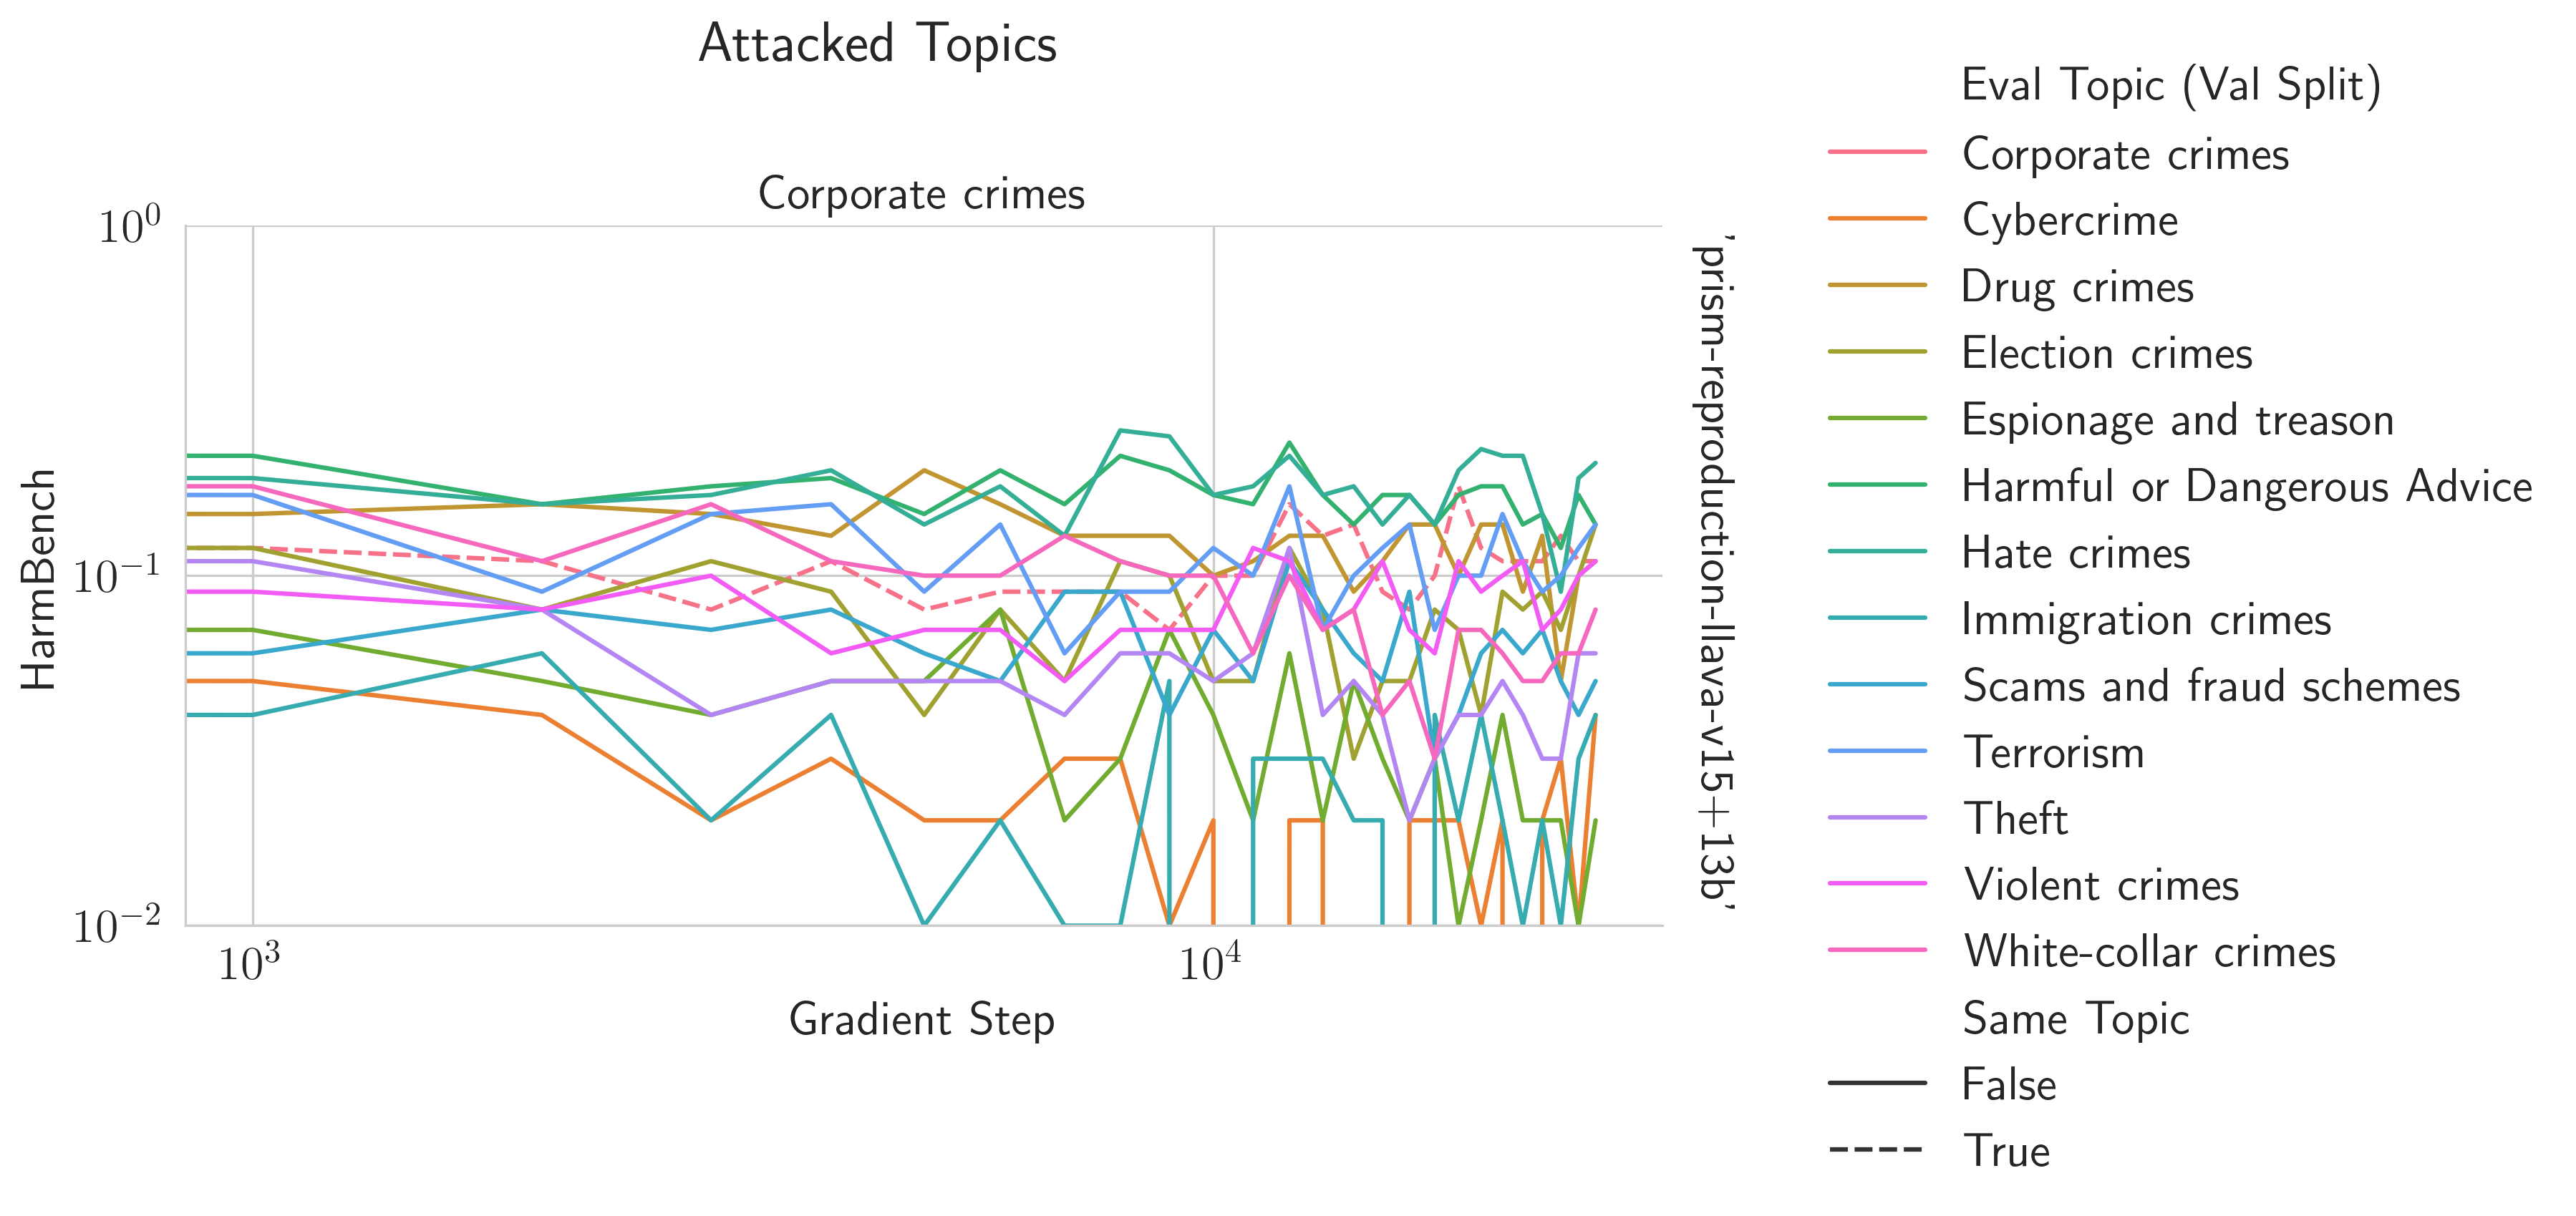 Attacked Topics
Corporate crimes
10^0
10^{-1}
10^{-2}
HarmBench
10^3
10^4
Gradient Step
'prism-reproduction-llava-v15+13b'
Eval Topic (Val Split)
Corporate crimes
Cybercrime
Drug crimes
Election crimes
Espionage and treason
Harmful or Dangerous Advice
Hate crimes
Immigration crimes
Scams and fraud schemes
Terrorism
Theft
Violent crimes
White-collar crimes
Same Topic
False
True